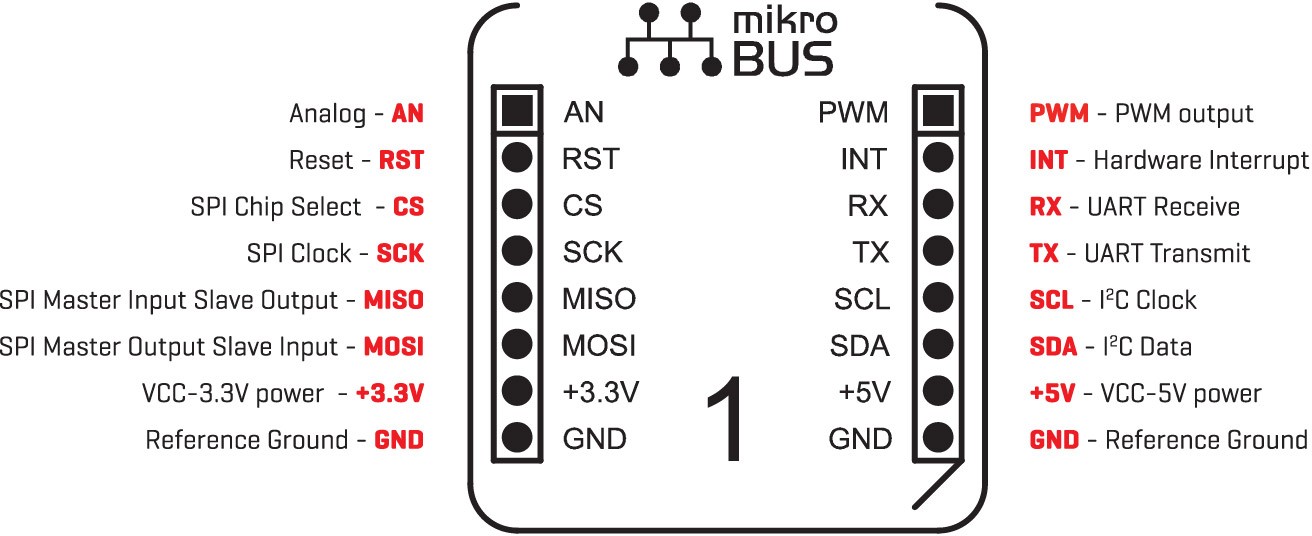 mikro
BUS
Analog - AN AN PWM PWM - PWM output
Reset - RST RST INT INT - Hardware Interrupt
SPI Chip Select - CS CS RX RX - UART Receive
SPI Clock - SCK SCK TX TX - UART Transmit
SPI Master Input Slave Output - MISO MISO SCL SCL - I²C Clock
SPI Master Output Slave Input - MOSI MOSI SDA SDA - I²C Data
VCC-3.3V power - +3.3V +3.3V +5V +5V - VCC-5V power
Reference Ground - GND GND GND GND - Reference Ground
1